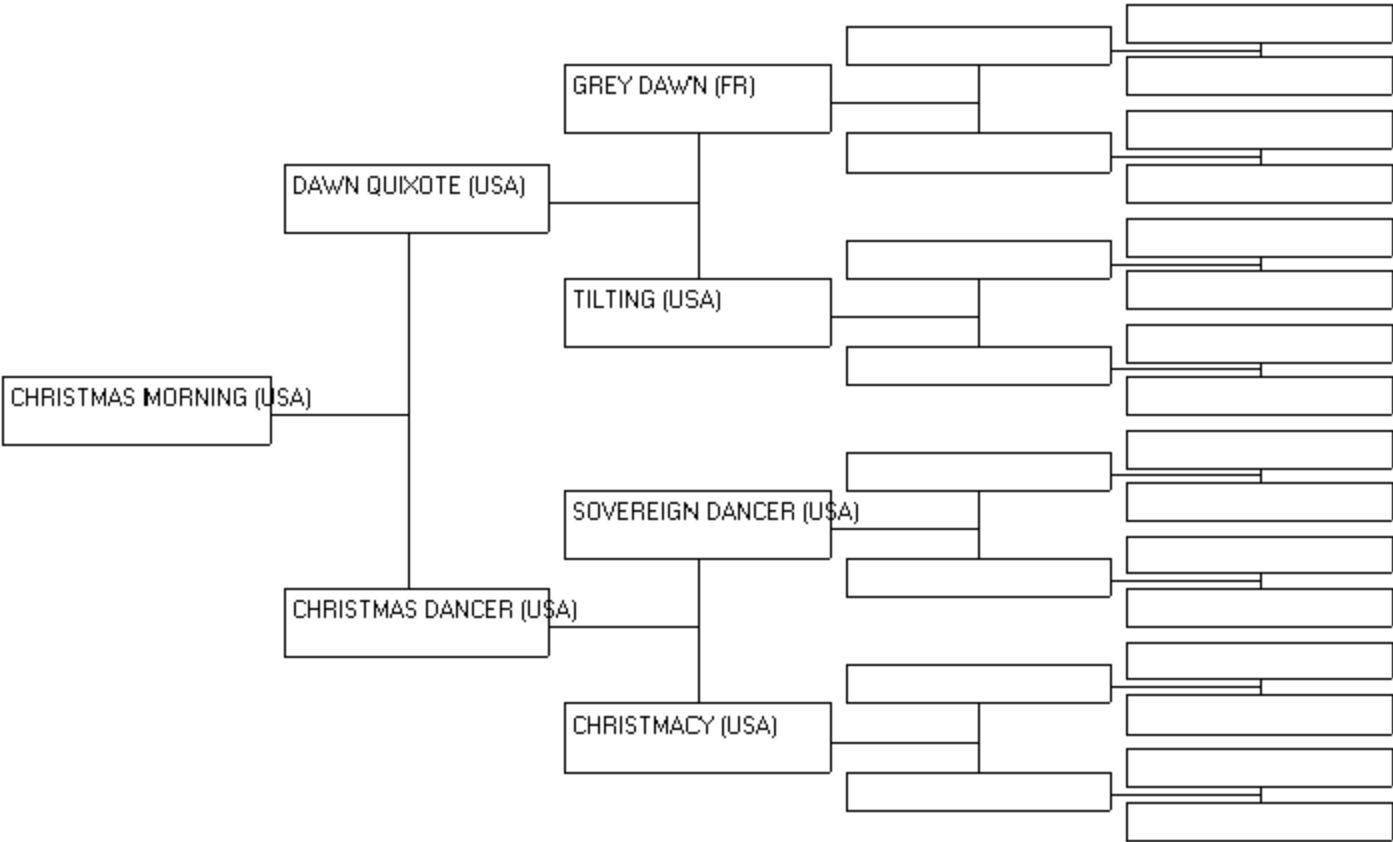 GREY DAWN (FR)
DAWN QUIXOTE (USA)
TILTING (USA)
CHRISTMAS MORNING (USA)
SOVEREIGN DANCER (USA)
CHRISTMAS DANCER (USA)
CHRISTMACY (USA)